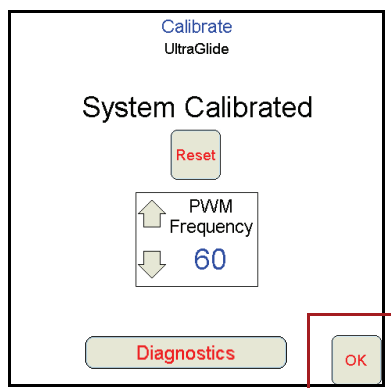 Calibrate
UltraGlide
System Calibrated
Reset
PWM
Frequency
60
Diagnostics
OK